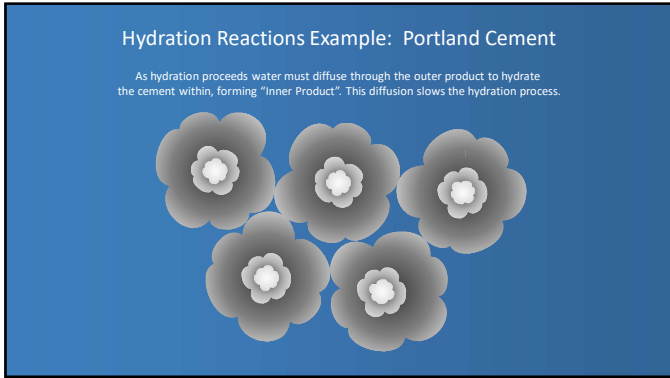 Hydration Reactions Example: Portland Cement
As hydration proceeds water must diffuse through the outer product to hydrate
the cement within, forming “Inner Product”. This diffusion slows the hydration process.